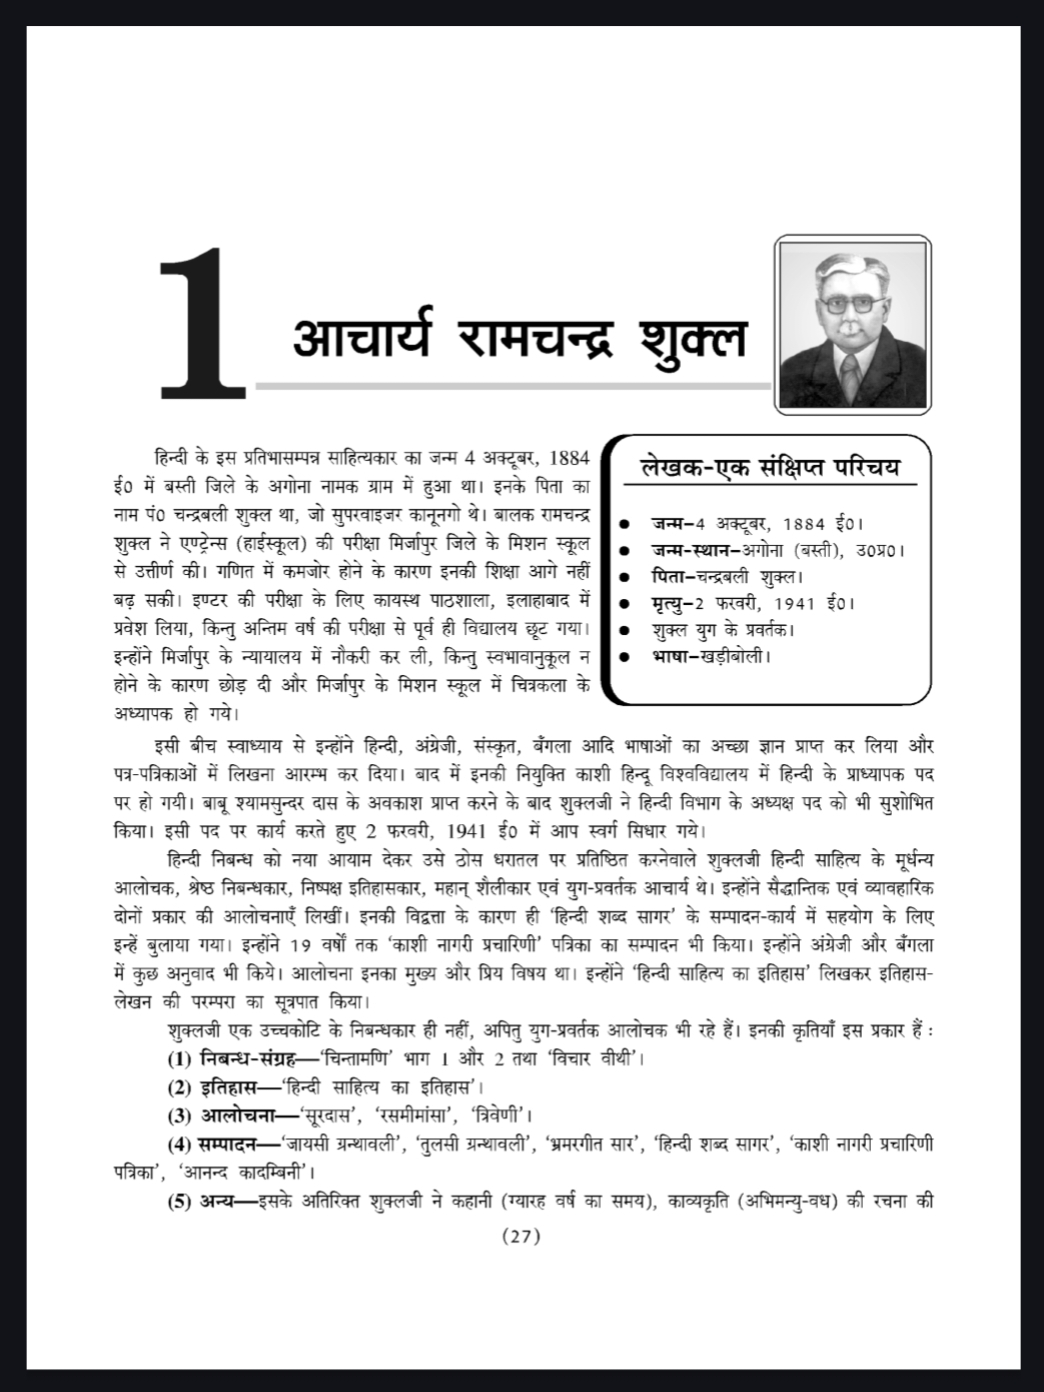 1
आचार्य रामचन्द्र शुक्ल
हिन्दी के इस प्रतिभासम्पन्न साहित्यकार का जन्म 4 अक्टूबर, 1884
ई0 में बस्ती जिले के अगोना नामक ग्राम में हुआ था। इनके पिता का
नाम पं0 चन्द्रबली शुक्ल था, जो सुपरवाइजर कानूनगो थे। बालक रामचन्द्र
शुक्ल ने एण्ट्रेन्स (हाईस्कूल) की परीक्षा मिर्जापुर जिले के मिशन स्कूल
से उत्तीर्ण की। गणित में कमजोर होने के कारण इनकी शिक्षा आगे नहीं
बढ़ सकी। इण्टर की परीक्षा के लिए कायस्थ पाठशाला, इलाहाबाद में
प्रवेश लिया, किन्तु अन्तिम वर्ष की परीक्षा से पूर्व ही विद्यालय छूट गया।
इन्होंने मिर्जापुर के न्यायालय में नौकरी कर ली, किन्तु स्वभावानुकूल न
होने के कारण छोड़ दी और मिर्जापुर के मिशन स्कूल में चित्रकला के
अध्यापक हो गये।
लेखक-एक संक्षिप्त परिचय
● जन्म–4 अक्टूबर, 1884 ई0।
● जन्म-स्थान–अगोना (बस्ती), उ0प्र0।
● पिता–चन्द्रबली शुक्ल।
● मृत्यु–2 फरवरी, 1941 ई0।
● शुक्ल युग के प्रवर्तक।
● भाषा–खड़ीबोली।
इसी बीच स्वाध्याय से इन्होंने हिन्दी, अंग्रेजी, संस्कृत, बँगला आदि भाषाओं का अच्छा ज्ञान प्राप्त कर लिया और
पत्र-पत्रिकाओं में लिखना आरम्भ कर दिया। बाद में इनकी नियुक्ति काशी हिन्दू विश्वविद्यालय में हिन्दी के प्राध्यापक पद
पर हो गयी। बाबू श्यामसुन्दर दास के अवकाश प्राप्त करने के बाद शुक्लजी ने हिन्दी विभाग के अध्यक्ष पद को भी सुशोभित
किया। इसी पद पर कार्य करते हुए 2 फरवरी, 1941 ई0 में आप स्वर्ग सिधार गये।
हिन्दी निबन्ध को नया आयाम देकर उसे ठोस धरातल पर प्रतिष्ठित करनेवाले शुक्लजी हिन्दी साहित्य के मूर्धन्य
आलोचक, श्रेष्ठ निबन्धकार, निष्पक्ष इतिहासकार, महान् शैलीकार एवं युग-प्रवर्तक आचार्य थे। इन्होंने सैद्धान्तिक एवं व्यावहारिक
दोनों प्रकार की आलोचनाएँ लिखीं। इनकी विद्वत्ता के कारण ही ‘हिन्दी शब्द सागर’ के सम्पादन-कार्य में सहयोग के लिए
इन्हें बुलाया गया। इन्होंने 19 वर्षों तक ‘काशी नागरी प्रचारिणी’ पत्रिका का सम्पादन भी किया। इन्होंने अंग्रेजी और बँगला
में कुछ अनुवाद भी किये। आलोचना इनका मुख्य और प्रिय विषय था। इन्होंने ‘हिन्दी साहित्य का इतिहास’ लिखकर इतिहास-
लेखन की परम्परा का सूत्रपात किया।
शुक्लजी एक उच्चकोटि के निबन्धकार ही नहीं, अपितु युग-प्रवर्तक आलोचक भी रहे हैं। इनकी कृतियाँ इस प्रकार हैं :
(1) निबन्ध-संग्रह—‘चिन्तामणि’ भाग 1 और 2 तथा ‘विचार वीथी’।
(2) इतिहास—‘हिन्दी साहित्य का इतिहास’।
(3) आलोचना—‘सूरदास’, ‘रसमीमांसा’, ‘त्रिवेणी’।
(4) सम्पादन—‘जायसी ग्रन्थावली’, ‘तुलसी ग्रन्थावली’, ‘भ्रमरगीत सार’, ‘हिन्दी शब्द सागर’, ‘काशी नागरी प्रचारिणी
पत्रिका’, ‘आनन्द कादम्बिनी’।
(5) अन्य—इसके अतिरिक्त शुक्लजी ने कहानी (ग्यारह वर्ष का समय), काव्यकृति (अभिमन्यु-वध) की रचना की
(27)